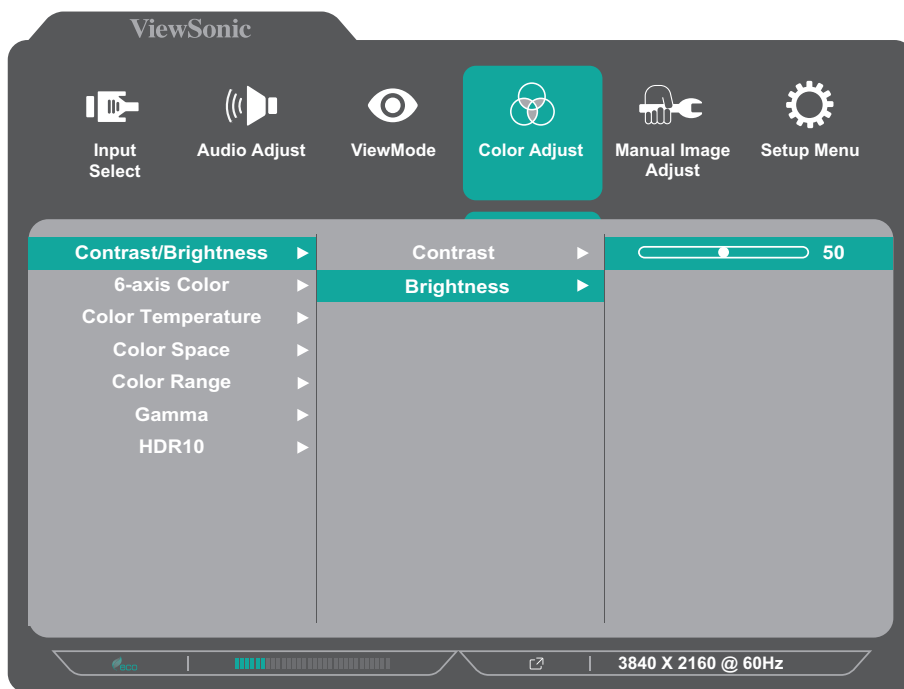 ViewSonic
Input Select
Audio Adjust
ViewMode
Color Adjust
Manual Image Adjust
Setup Menu
Contrast/Brightness
Contrast
50
6-axis Color
Brightness
Color Temperature
Color Space
Color Range
Gamma
HDR10
eco
3840 X 2160 @ 60Hz